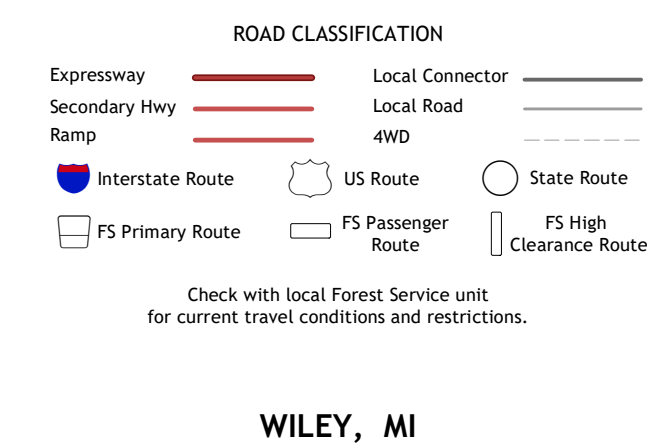 ROAD CLASSIFICATION
Expressway
Local Connector
Secondary Hwy
Local Road
Ramp
4WD
Interstate Route
US Route
State Route
FS Primary Route
FS Passenger
Route
FS High
Clearance Route
Check with local Forest Service unit
for current travel conditions and restrictions.
WILEY, MI